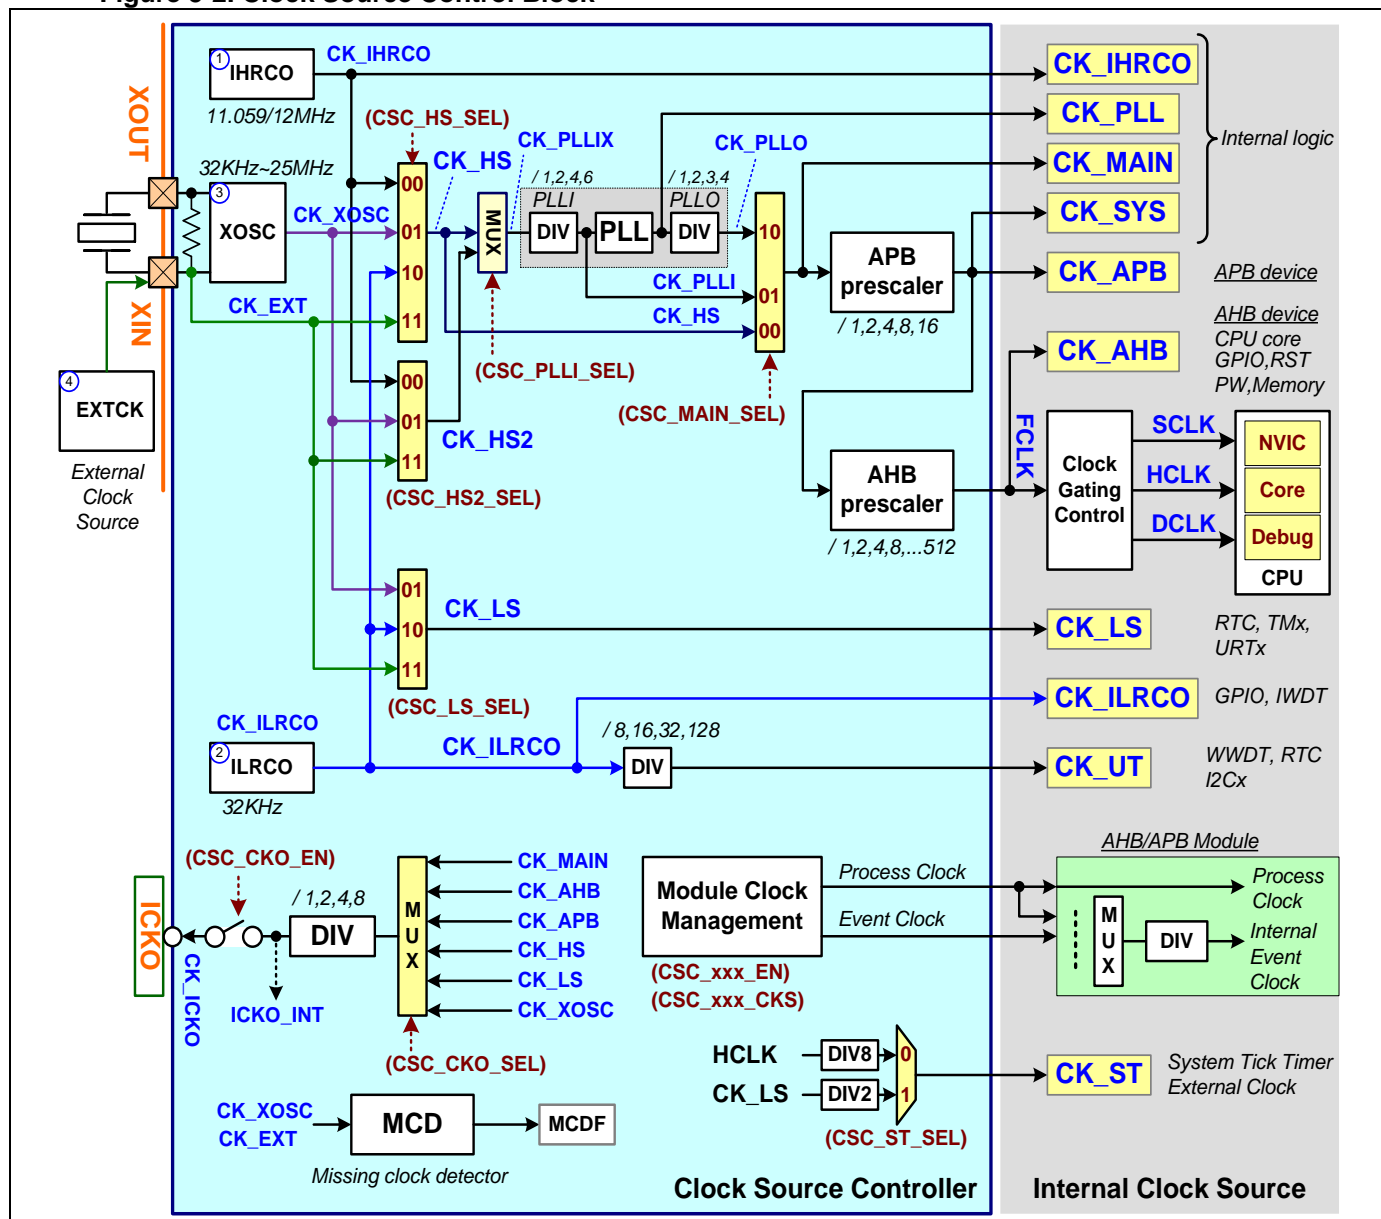 Figure 3-2. Clock Source Control Block
XOUT
XIN
1
IHRCO
11.059/12MHz
CK_IHRCO
32KHz~25MHz
3
XOSC
CK_XOSC
CK_EXT
4
EXTCK
External
Clock
Source
(CSC_HS_SEL)
00
01
10
11
CK_HS
CK_PLLIX
MUX
(CSC_PLLI_SEL)
/ 1,2,4,6
PLLI
DIV
PLL
/ 1,2,3,4
PLLO
DIV
CK_PLLO
CK_PLLI
CK_HS
10
01
00
(CSC_MAIN_SEL)
00
01
11
CK_HS2
(CSC_HS2_SEL)
APB
prescaler
/ 1,2,4,8,16
AHB
prescaler
/ 1,2,4,8,...512
01
10
11
CK_LS
(CSC_LS_SEL)
CK_ILRCO
2
ILRCO
32KHz
CK_ILRCO
/ 8,16,32,128
DIV
CK_IHRCO
CK_PLL
CK_MAIN
CK_SYS
Internal logic
CK_APB
APB device
CK_AHB
AHB device
CPU core
GPIO,RST
PW,Memory
FCLK
Clock
Gating
Control
SCLK
HCLK
DCLK
NVIC
Core
Debug
CPU
CK_LS
RTC, TMx,
URTx
CK_ILRCO
GPIO, IWDT
CK_UT
WWDT, RTC
I2Cx
ICKO
CK_ICKO
(CSC_CKO_EN)
/ 1,2,4,8
DIV
ICKO_INT
MUX
CK_MAIN
CK_AHB
CK_APB
CK_HS
CK_LS
CK_XOSC
(CSC_CKO_SEL)
Module Clock
Management
(CSC_xxx_EN)
(CSC_xxx_CKS)
Process Clock
Event Clock
AHB/APB Module
MUX
DIV
Process
Clock
Internal
Event
Clock
HCLK
DIV8
0
CK_LS
DIV2
1
(CSC_ST_SEL)
CK_ST
System Tick Timer
External Clock
CK_XOSC
CK_EXT
MCD
MCDF
Missing clock detector
Clock Source Controller
Internal Clock Source